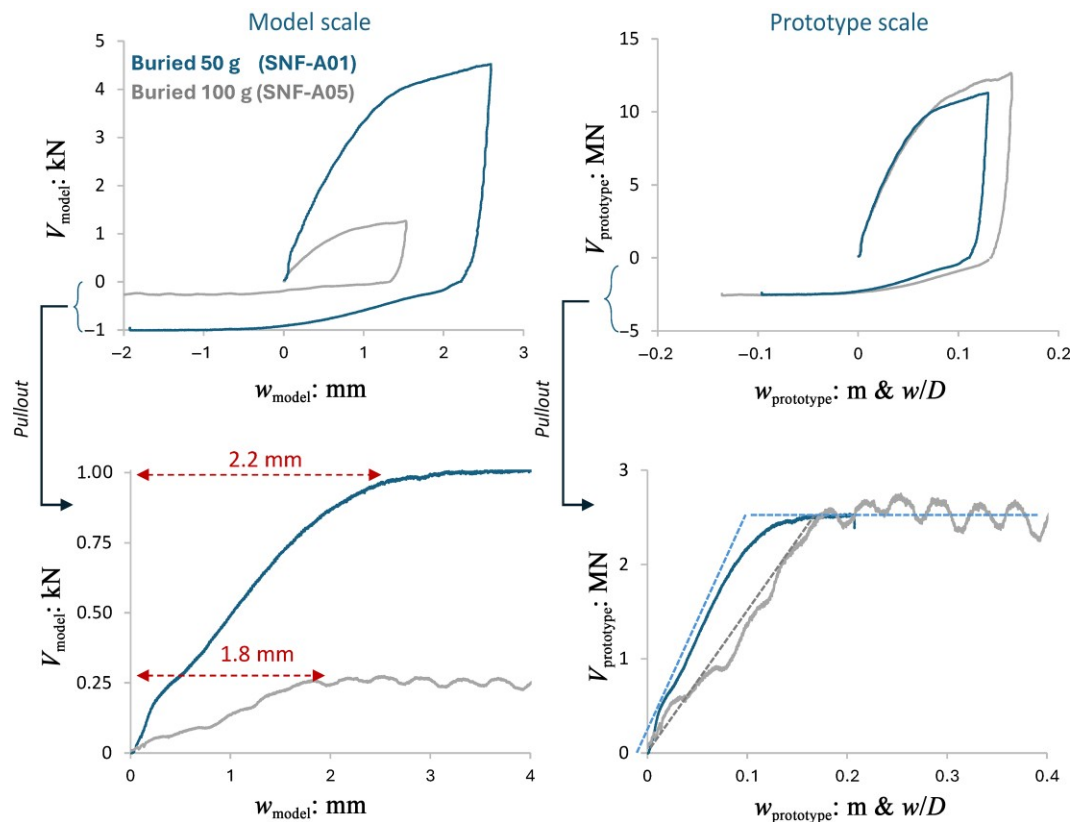 Model scale
Prototype scale
Buried 50 g (SNF-A01)
Buried 100 g (SNF-A05)
V_model: kN
5
4
3
2
1
0
–1
–2
–1
0
1
2
3
w_model: mm
V_prototype: MN
15
10
5
0
–5
–0.2
–0.1
0
0.1
0.2
w_prototype: m & w/D
Pullout
Pullout
V_model: kN
1.00
0.75
0.50
0.25
0
2.2 mm
1.8 mm
0
1
2
3
4
w_model: mm
V_prototype: MN
3
2
1
0
0
0.1
0.2
0.3
0.4
w_prototype: m & w/D